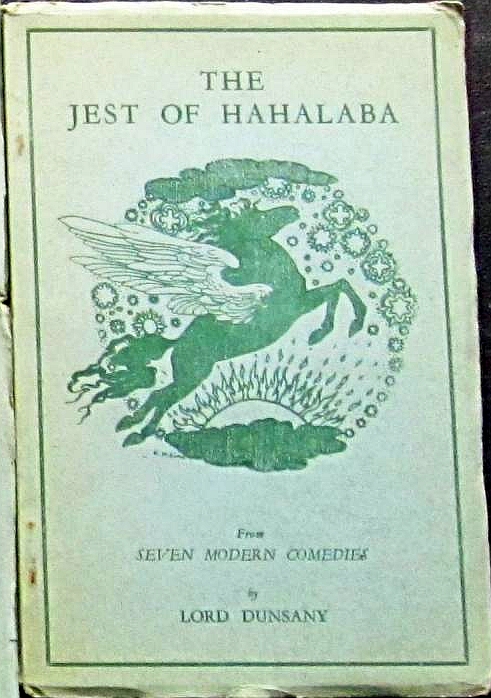 THE
JEST OF HAHALABA
From
SEVEN MODERN COMEDIES
by
LORD DUNSANY